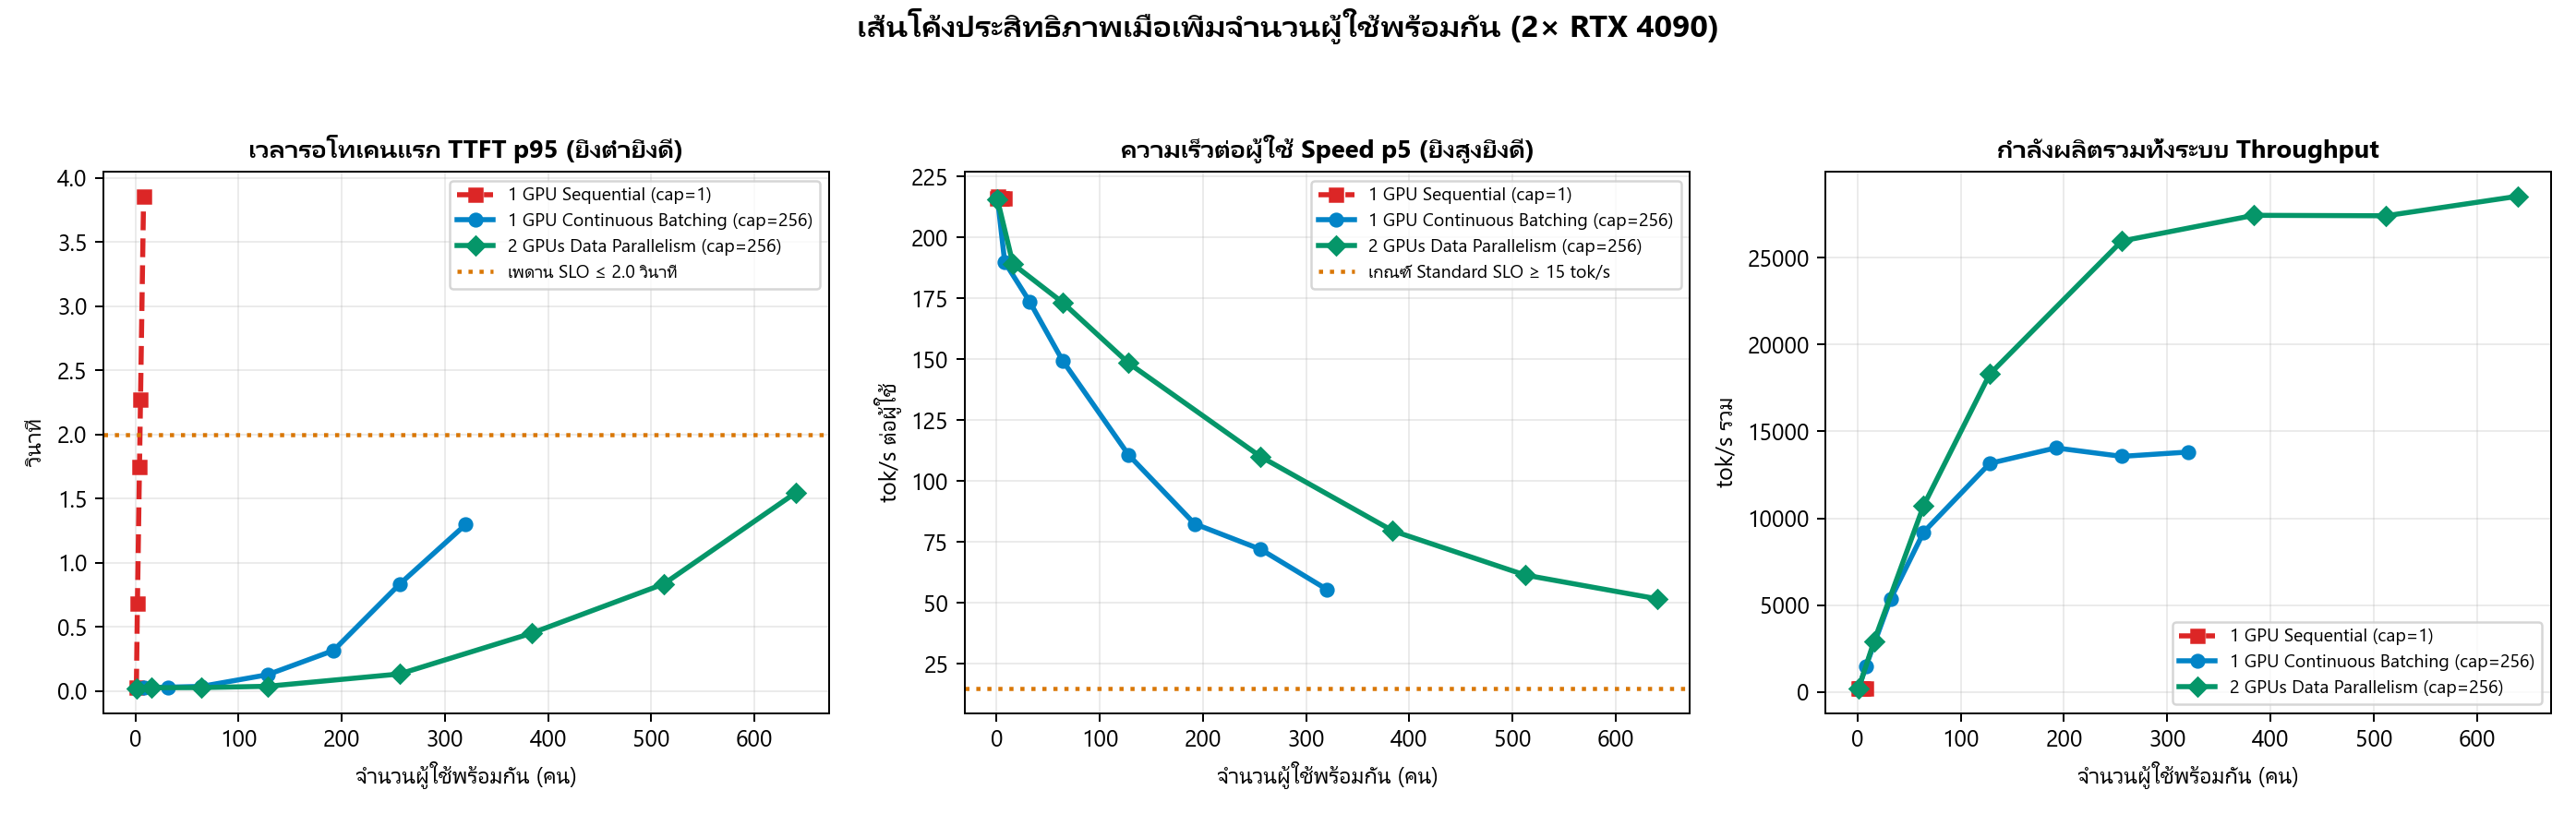 เส้นโค้งประสิทธิภาพเมื่อเพิ่มจำนวนผู้ใช้พร้อมกัน (2× RTX 4090)
เวลารอโทเคนแรก TTFT p95 (ยิ่งต่ำยิ่งดี)
4.0
3.5
3.0
2.5
2.0
1.5
1.0
0.5
0.0
วินาที
1 GPU Sequential (cap=1)
1 GPU Continuous Batching (cap=256)
2 GPUs Data Parallelism (cap=256)
เพดาน SLO ≤ 2.0 วินาที
0 100 200 300 400 500 600
จำนวนผู้ใช้พร้อมกัน (คน)
ความเร็วต่อผู้ใช้ Speed p5 (ยิ่งสูงยิ่งดี)
225
200
175
150
125
100
75
50
25
tok/s ต่อผู้ใช้
1 GPU Sequential (cap=1)
1 GPU Continuous Batching (cap=256)
2 GPUs Data Parallelism (cap=256)
เกณฑ์ Standard SLO ≥ 15 tok/s
0 100 200 300 400 500 600
จำนวนผู้ใช้พร้อมกัน (คน)
กำลังผลิตรวมทั้งระบบ Throughput
25000
20000
15000
10000
5000
0
tok/s รวม
1 GPU Sequential (cap=1)
1 GPU Continuous Batching (cap=256)
2 GPUs Data Parallelism (cap=256)
0 100 200 300 400 500 600
จำนวนผู้ใช้พร้อมกัน (คน)